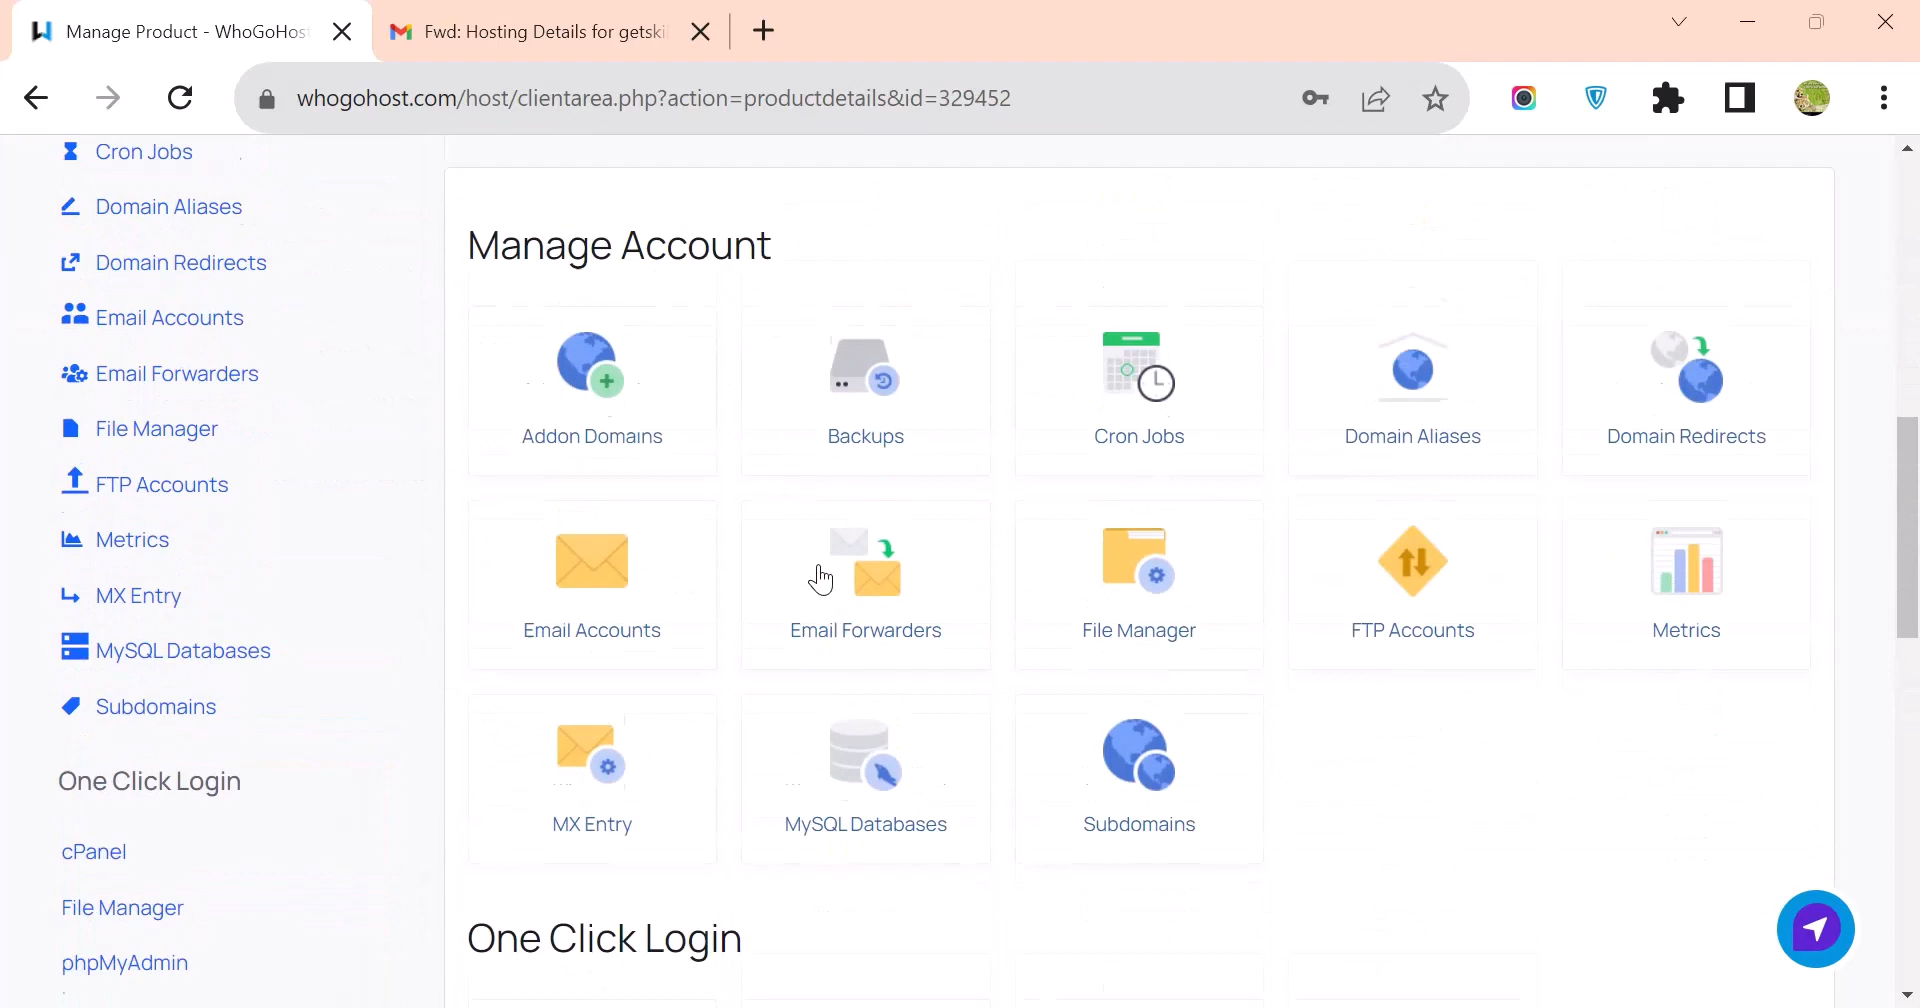 Manage Product - WhoGoHost
Fwd: Hosting Details for getskil
whogohost.com/host/clientarea.php?action=productdetails&id=329452
Cron Jobs
Domain Aliases
Domain Redirects
Email Accounts
Email Forwarders
File Manager
FTP Accounts
Metrics
MX Entry
MySQL Databases
Subdomains
One Click Login
cPanel
File Manager
phpMyAdmin
Manage Account
Addon Domains
Backups
Cron Jobs
Domain Aliases
Domain Redirects
Email Accounts
Email Forwarders
File Manager
FTP Accounts
Metrics
MX Entry
MySQL Databases
Subdomains
One Click Login